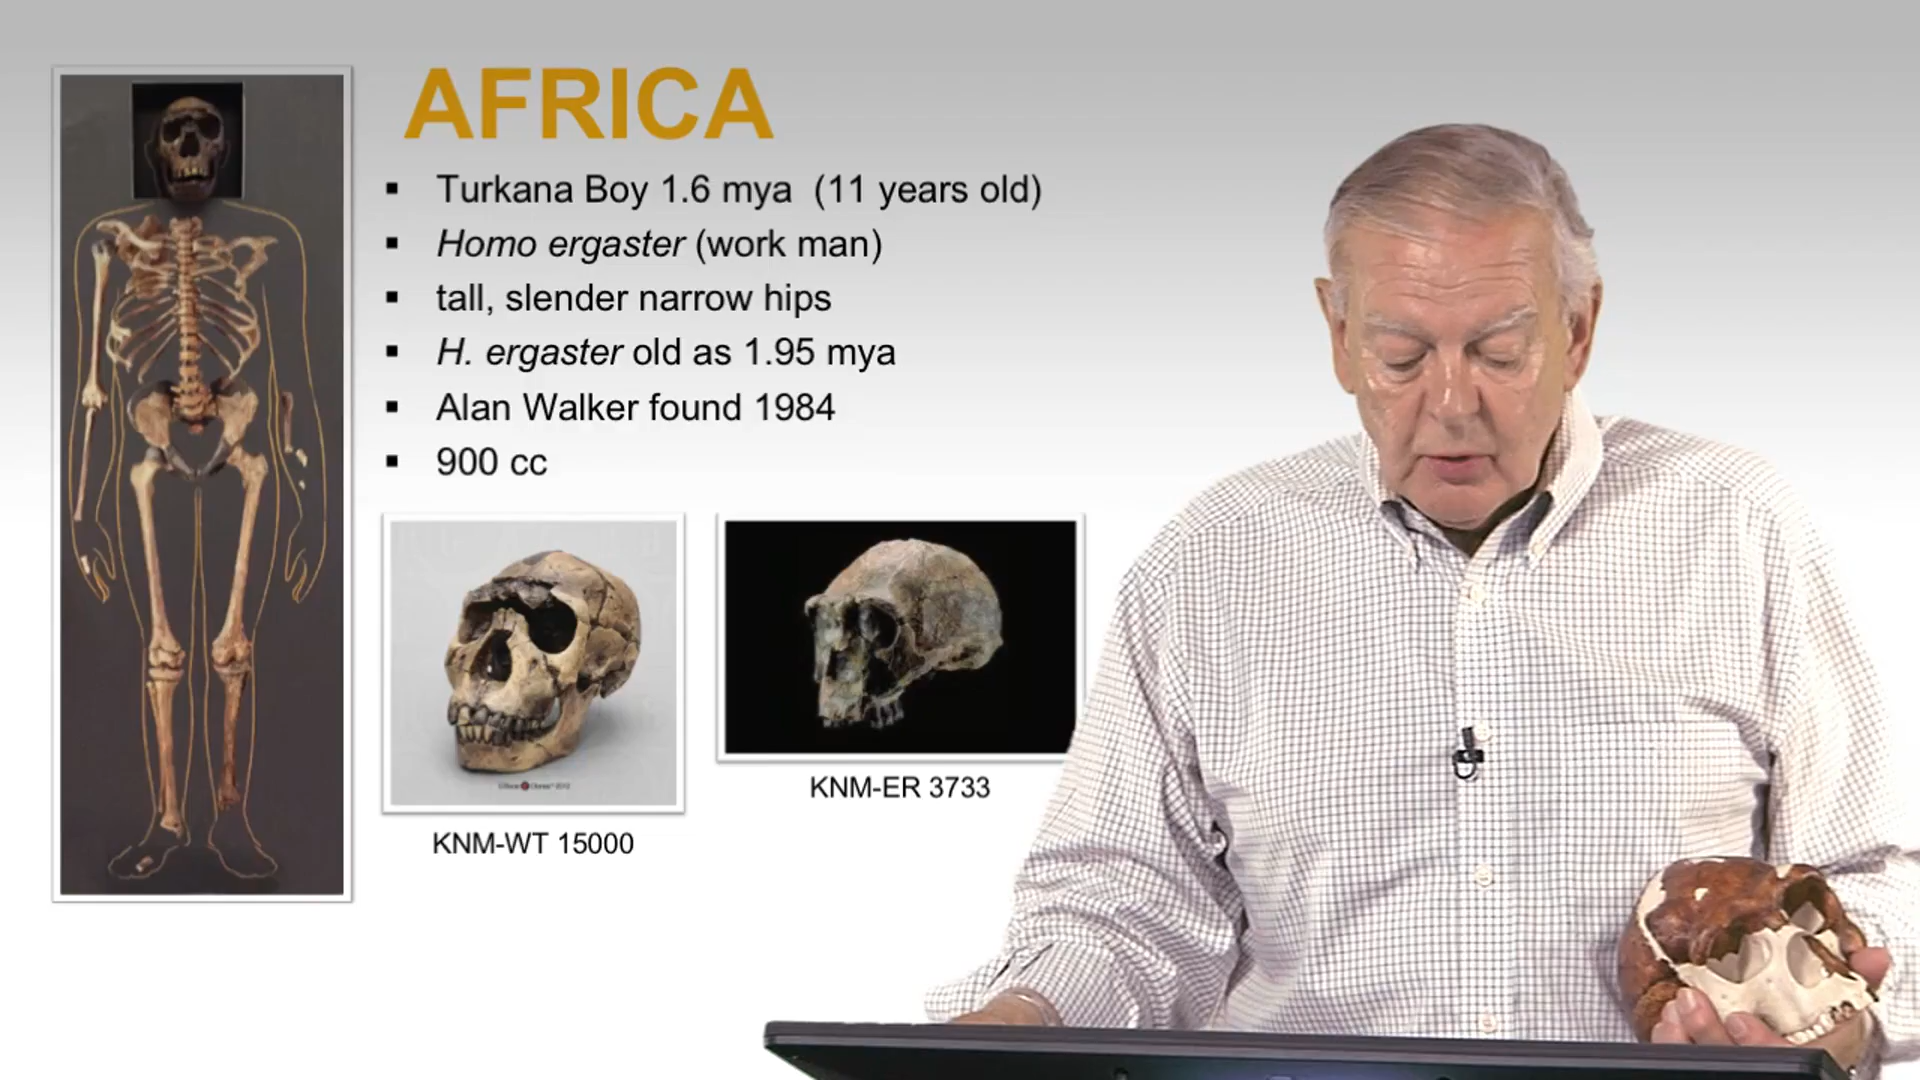 AFRICA
Turkana Boy 1.6 mya (11 years old)
Homo ergaster (work man)
tall, slender narrow hips
H. ergaster old as 1.95 mya
Alan Walker found 1984
900 cc
KNM-ER 3733
KNM-WT 15000